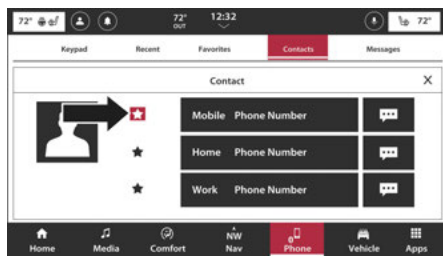 72° 72° OUT 12:32 72°
Keypad Recent Favorites Contacts Messages
Contact X
Mobile Phone Number
Home Phone Number
Work Phone Number
NW
0
Home Media Comfort Nav Phone Vehicle Apps